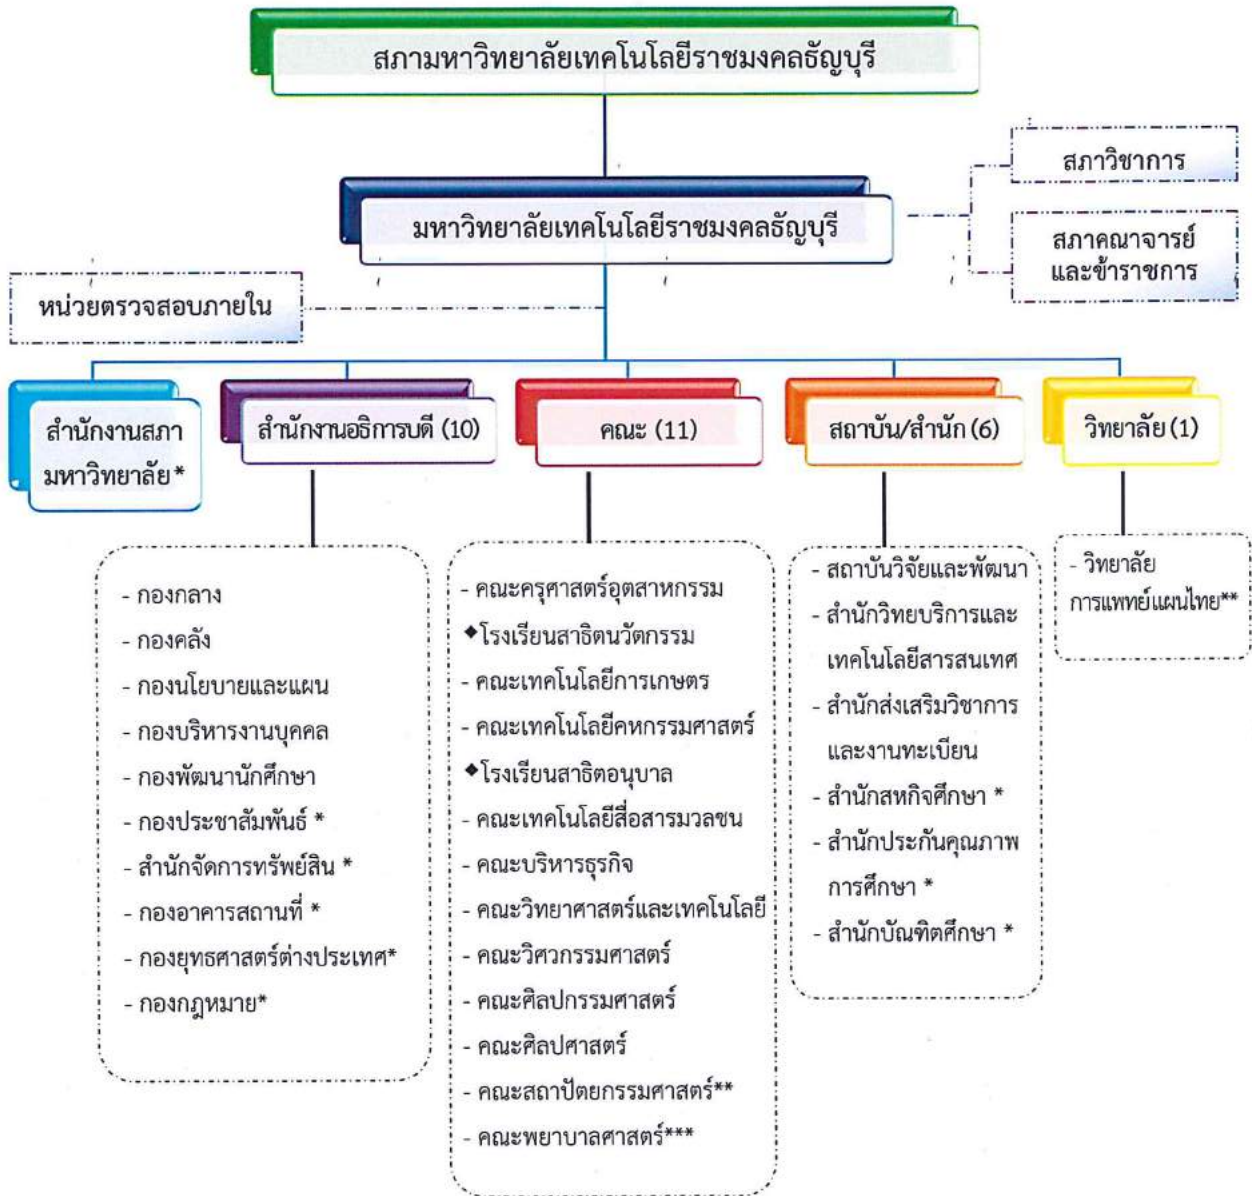 สภามหาวิทยาลัยเทคโนโลยีราชมงคลธัญบุรี
มหาวิทยาลัยเทคโนโลยีราชมงคลธัญบุรี
สภาวิชาการ
สภาคณาจารย์
และข้าราชการ
หน่วยตรวจสอบภายใน
สำนักงานสภา
มหาวิทยาลัย*
สำนักงานอธิการบดี (10)
คณะ (11)
สถาบัน/สำนัก (6)
วิทยาลัย (1)
- กองกลาง
- กองคลัง
- กองนโยบายและแผน
- กองบริหารงานบุคคล
- กองพัฒนานักศึกษา
- กองประชาสัมพันธ์ *
- สำนักจัดการทรัพย์สิน *
- กองอาคารสถานที่ *
- กองยุทธศาสตร์ต่างประเทศ*
- กองกฎหมาย*
- คณะครุศาสตร์อุตสาหกรรม
◆โรงเรียนสาธิตนวัตกรรม
- คณะเทคโนโลยีการเกษตร
- คณะเทคโนโลยีคหกรรมศาสตร์
◆โรงเรียนสาธิตอนุบาล
- คณะเทคโนโลยีสื่อสารมวลชน
- คณะบริหารธุรกิจ
- คณะวิทยาศาสตร์และเทคโนโลยี
- คณะวิศวกรรมศาสตร์
- คณะศิลปกรรมศาสตร์
- คณะศิลปศาสตร์
- คณะสถาปัตยกรรมศาสตร์**
- คณะพยาบาลศาสตร์***
- สถาบันวิจัยและพัฒนา
- สำนักวิทยบริการและ
เทคโนโลยีสารสนเทศ
- สำนักส่งเสริมวิชาการ
และงานทะเบียน
- สำนักสหกิจศึกษา *
- สำนักประกันคุณภาพ
การศึกษา *
- สำนักบัณฑิตศึกษา *
- วิทยาลัย
การแพทย์แผนไทย**